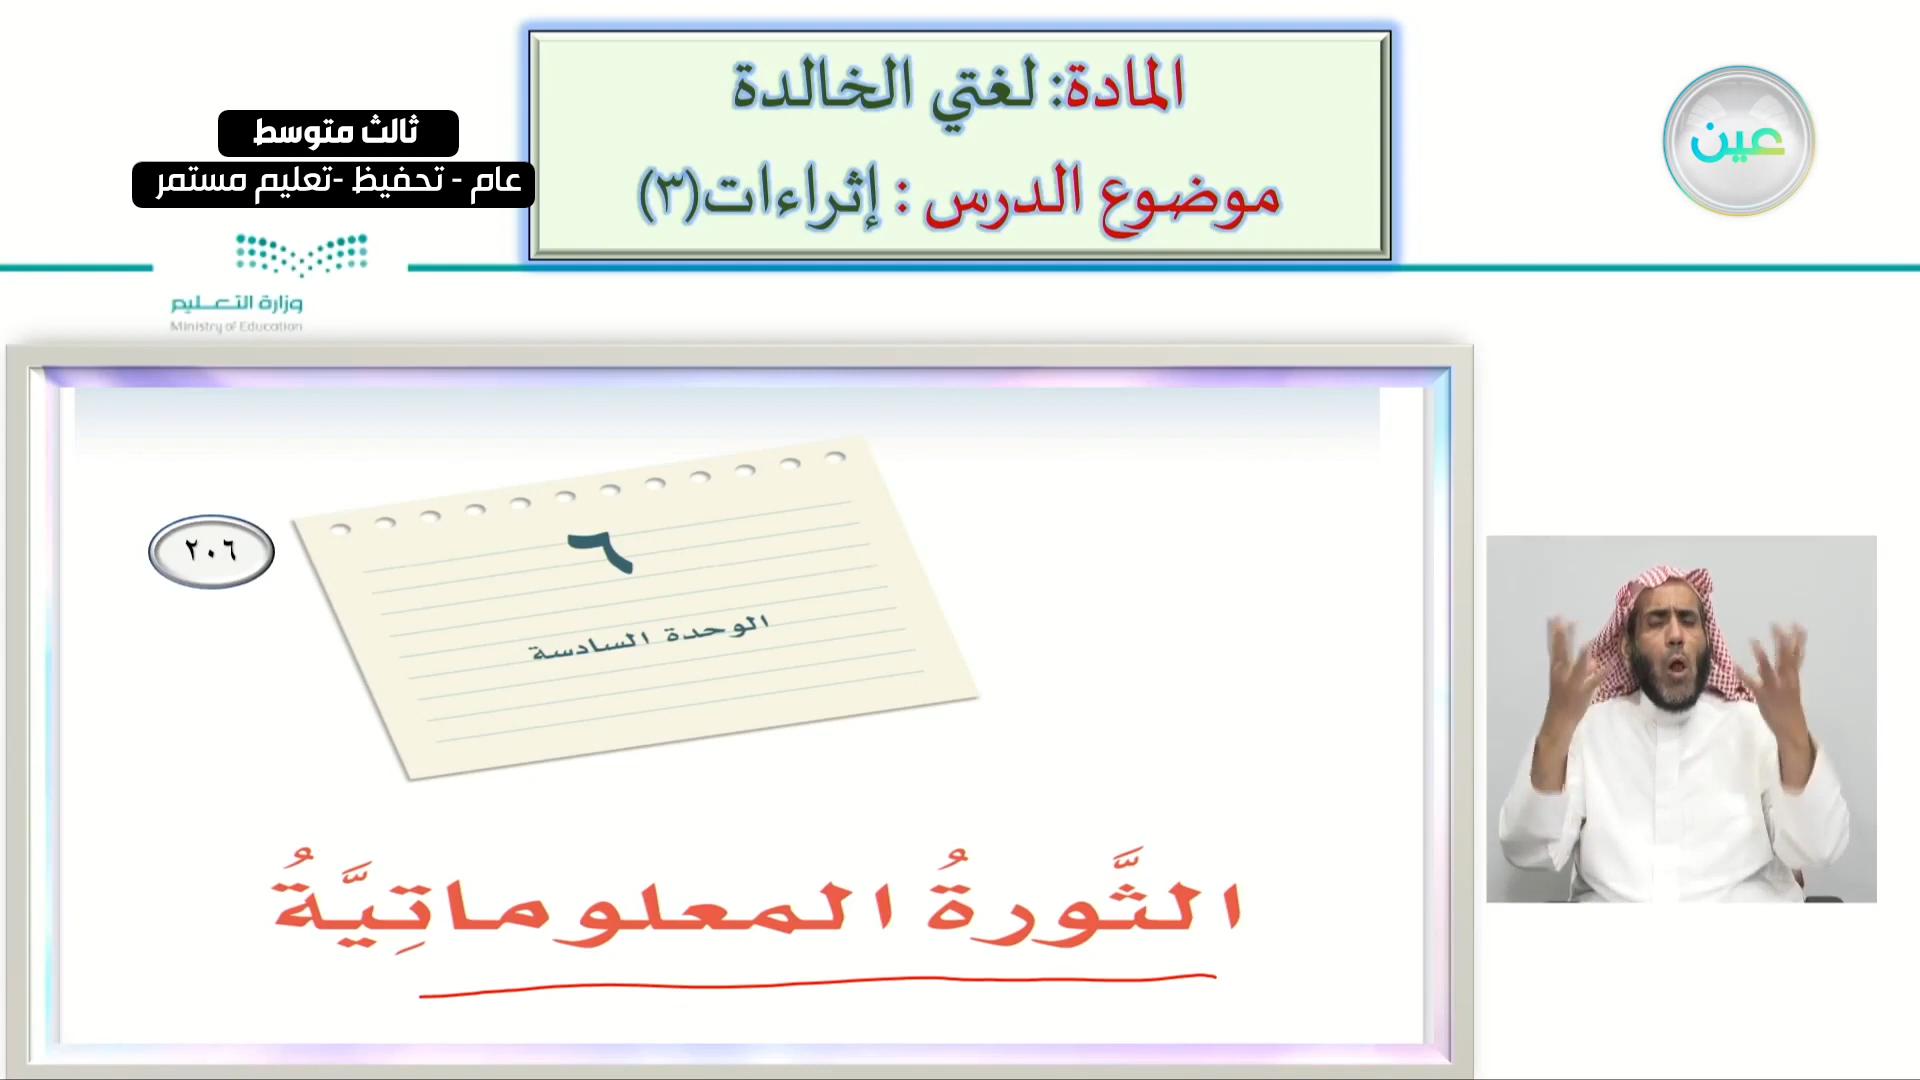 المادة: لغتي الخالدة
موضوع الدرس : إثراءات(٣)
عين
ثالث متوسط
عام - تحفيظ -تعليم مستمر
وزارة التعليم
Ministry of Education
٢٠٦
٦
الوحدة السادسة
الثَّورةُ المعلوماتِيَّةُ